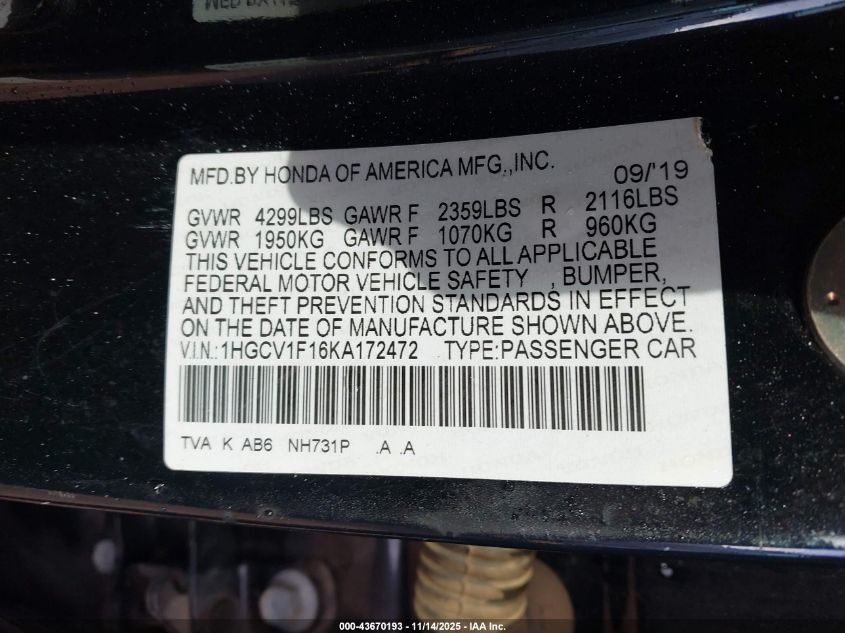 MFD.BY HONDA OF AMERICA MFG.,INC. 09/'19
GVWR 4299LBS GAWR F 2359LBS R 2116LBS
GVWR 1950KG GAWR F 1070KG R 960KG
THIS VEHICLE CONFORMS TO ALL APPLICABLE
FEDERAL MOTOR VEHICLE SAFETY , BUMPER,
AND THEFT PREVENTION STANDARDS IN EFFECT
ON THE DATE OF MANUFACTURE SHOWN ABOVE.
V.I.N.:1HGCV1F16KA172472 TYPE:PASSENGER CAR
TVA K AB6 NH731P .A .A
000-43670193 - 11/14/2025 - IAA Inc.